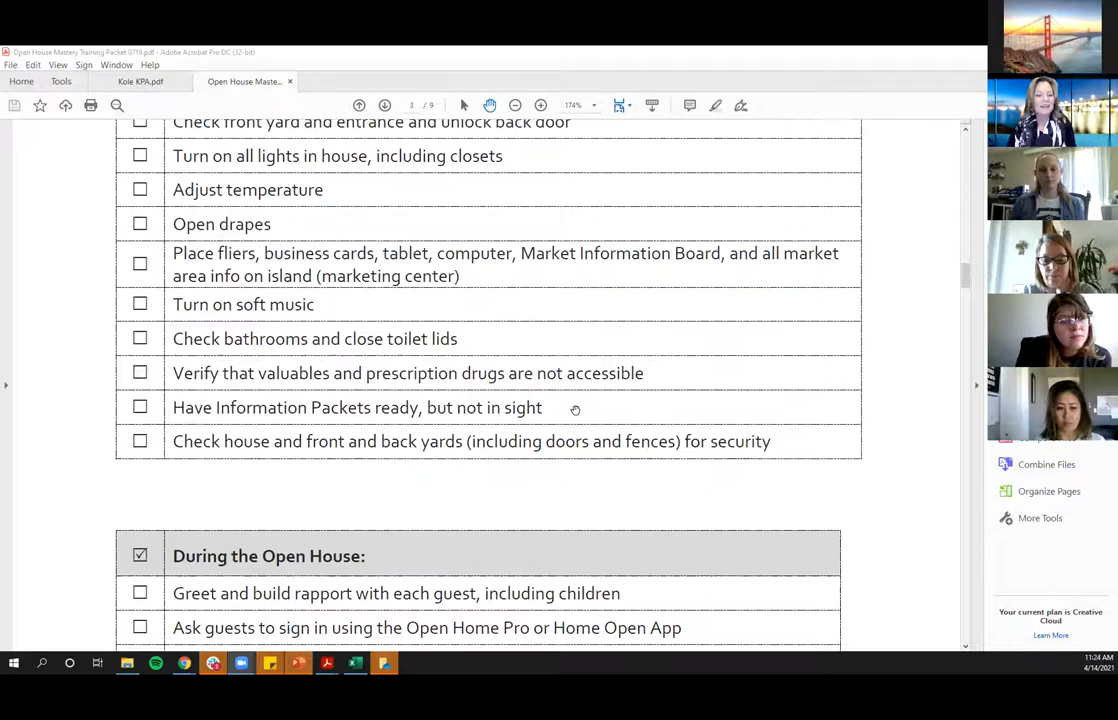 Open House Mastery Training Packet 0719.pdf - Adobe Acrobat Pro DC (32-bit)
File Edit View Sign Window Help
Home Tools Kole KPA.pdf Open House Maste... ×
3 / 9 174%
Check front yard and entrance and unlock back door
Turn on all lights in house, including closets
Adjust temperature
Open drapes
Place fliers, business cards, tablet, computer, Market Information Board, and all market
area info on island (marketing center)
Turn on soft music
Check bathrooms and close toilet lids
Verify that valuables and prescription drugs are not accessible
Have Information Packets ready, but not in sight
Check house and front and back yards (including doors and fences) for security
During the Open House:
Greet and build rapport with each guest, including children
Ask guests to sign in using the Open Home Pro or Home Open App
Combine Files
Organize Pages
More Tools
Your current plan is Creative
Cloud
Learn More
11:24 AM
4/14/2021